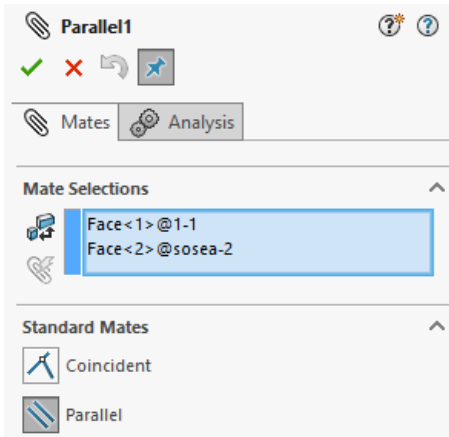 Parallel1
Mates
Analysis
Mate Selections
Face<1>@1-1
Face<2>@sosea-2
Standard Mates
Coincident
Parallel